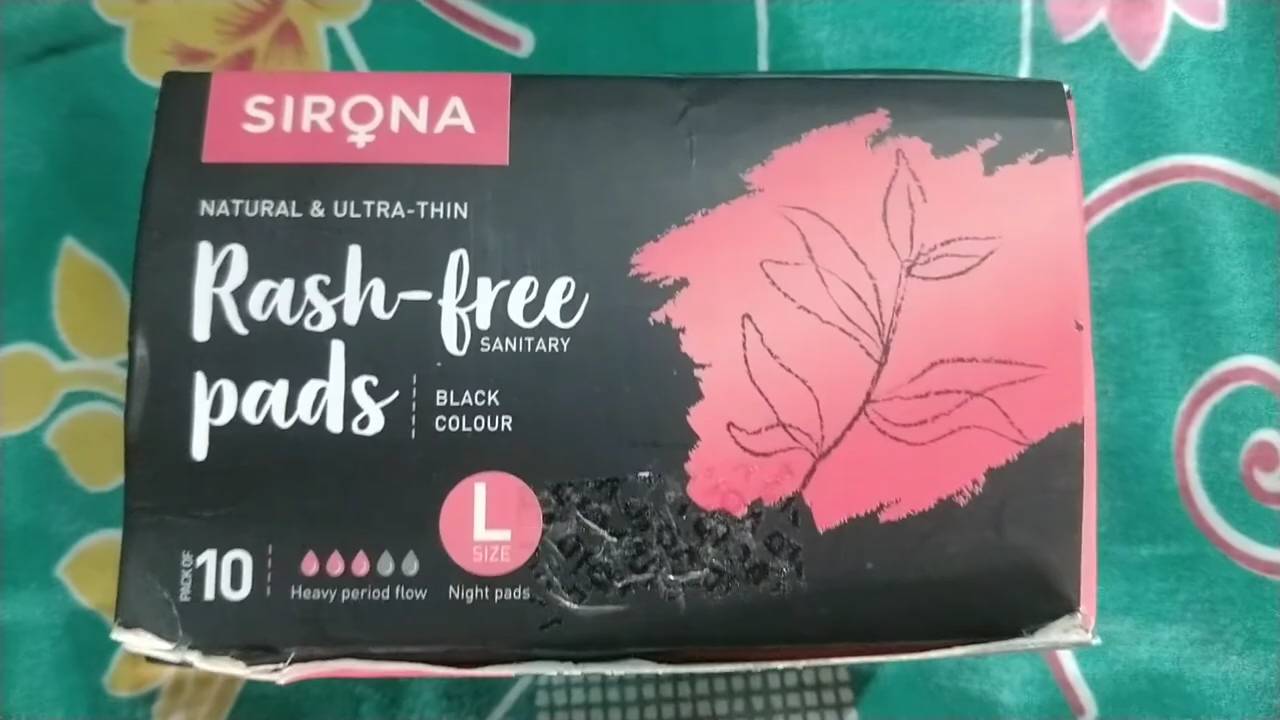 SIRONA
NATURAL & ULTRA-THIN
Rash-free
SANITARY
pads
BLACK
COLOUR
L
SIZE
PACK OF
10
Heavy period flow
Night pads